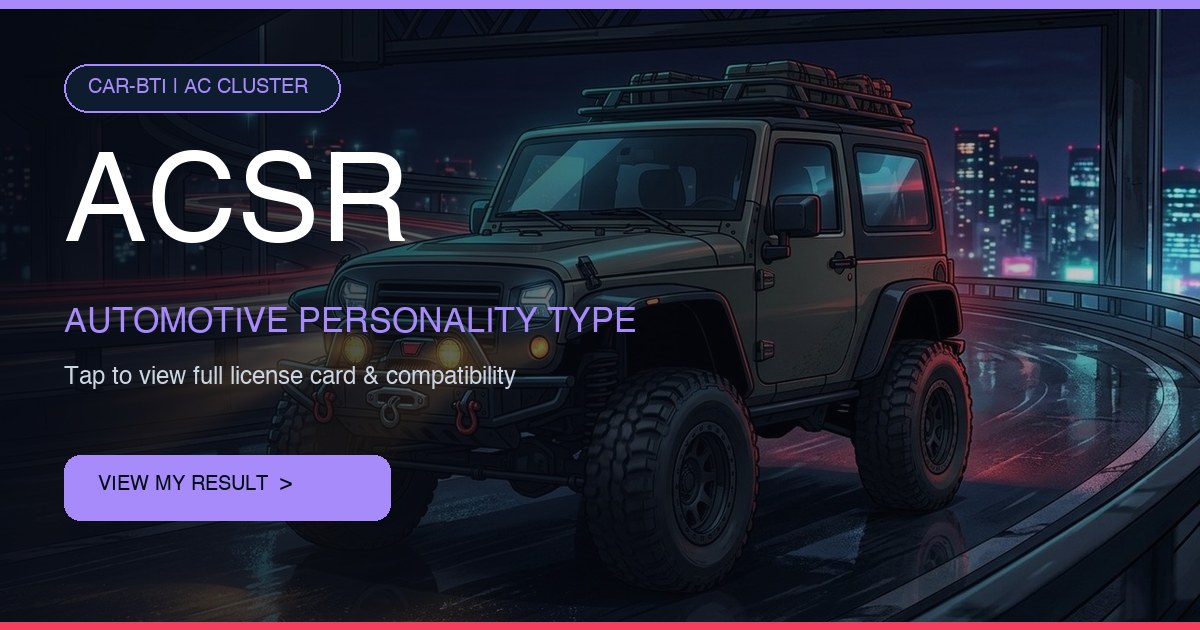 CAR-BTI | AC CLUSTER
ACSR
AUTOMOTIVE PERSONALITY TYPE
Tap to view full license card & compatibility
VIEW MY RESULT >